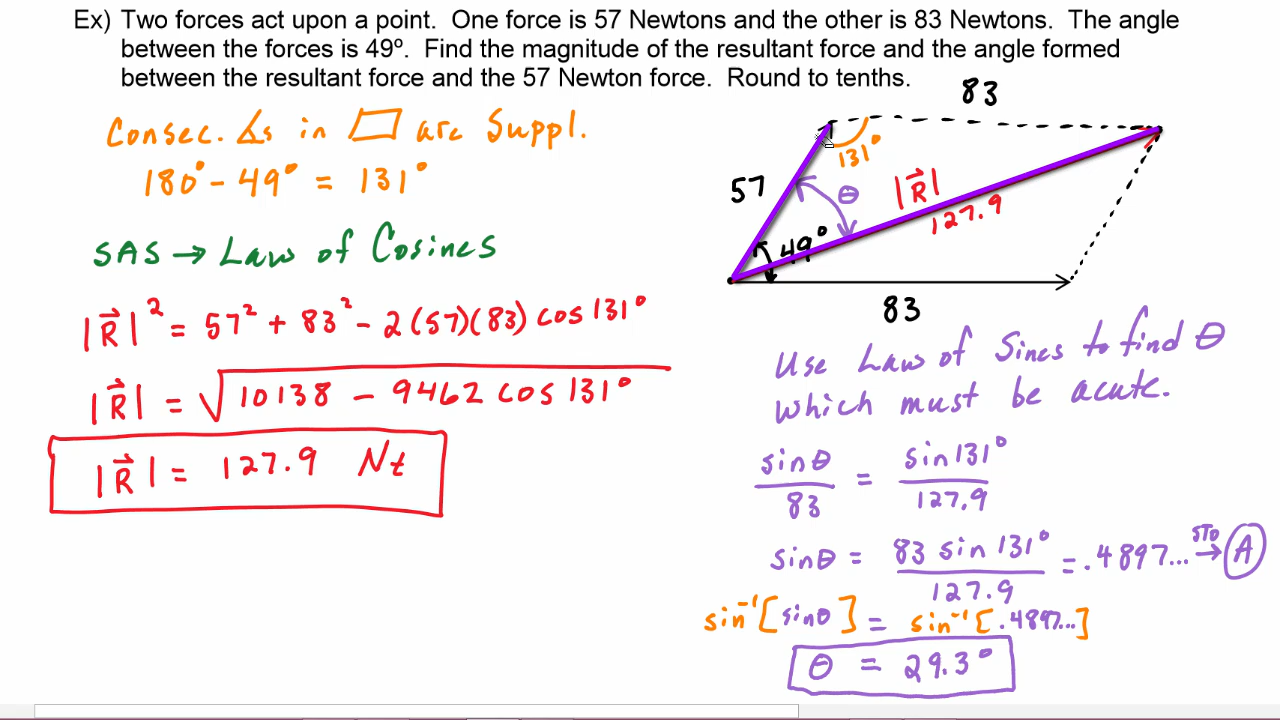 Ex) Two forces act upon a point. One force is 57 Newtons and the other is 83 Newtons. The angle
between the forces is 49º. Find the magnitude of the resultant force and the angle formed
between the resultant force and the 57 Newton force. Round to tenths.
Consec. ∡s in ▱ are Suppl.
180° - 49° = 131°
SAS → Law of Cosines
|R⃗|² = 57² + 83² - 2(57)(83) cos 131°
|R⃗| = √(10138 - 9462 cos 131°)
|R⃗| = 127.9 Nt
83
131°
57
θ
|R⃗|
127.9
49°
83
Use Law of Sines to find θ
which must be acute.
sinθ/83 = sin131°/127.9
sinθ = 83 sin 131°/127.9 = .4897... STO→ A
sin⁻¹[sinθ] = sin⁻¹[.4897...]
θ = 29.3°